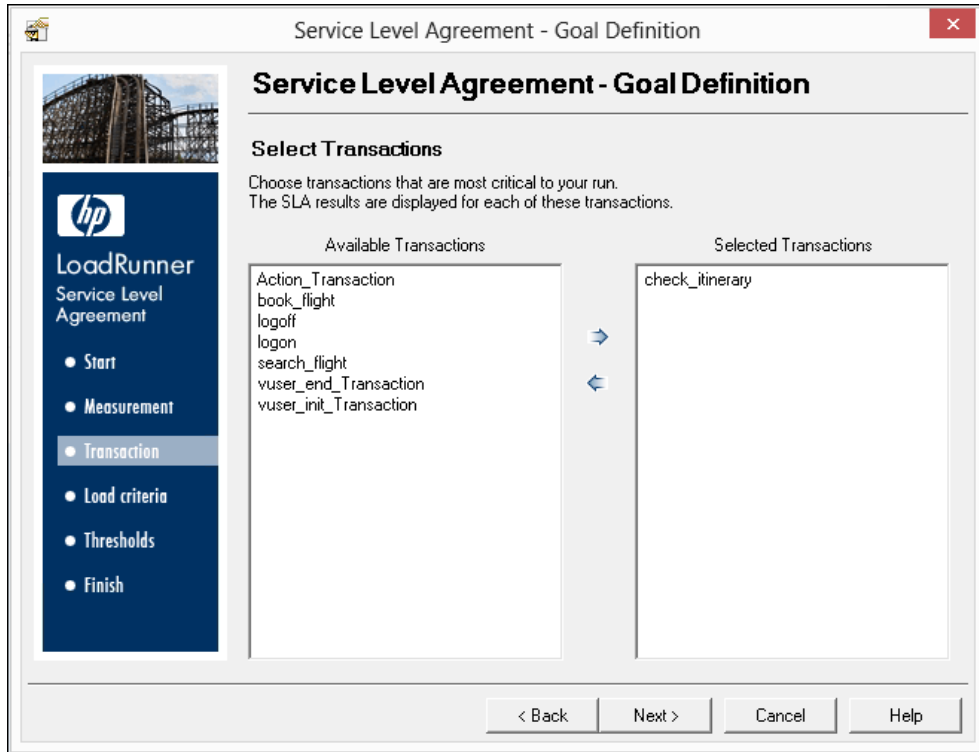 Service Level Agreement - Goal Definition
×
Service Level Agreement - Goal Definition
Select Transactions
Choose transactions that are most critical to your run.
The SLA results are displayed for each of these transactions.
hp
LoadRunner
Service Level
Agreement
Start
Measurement
Transaction
Load criteria
Thresholds
Finish
Available Transactions
Action_Transaction
book_flight
logoff
logon
search_flight
vuser_end_Transaction
vuser_init_Transaction
Selected Transactions
check_itinerary
< Back
Next >
Cancel
Help